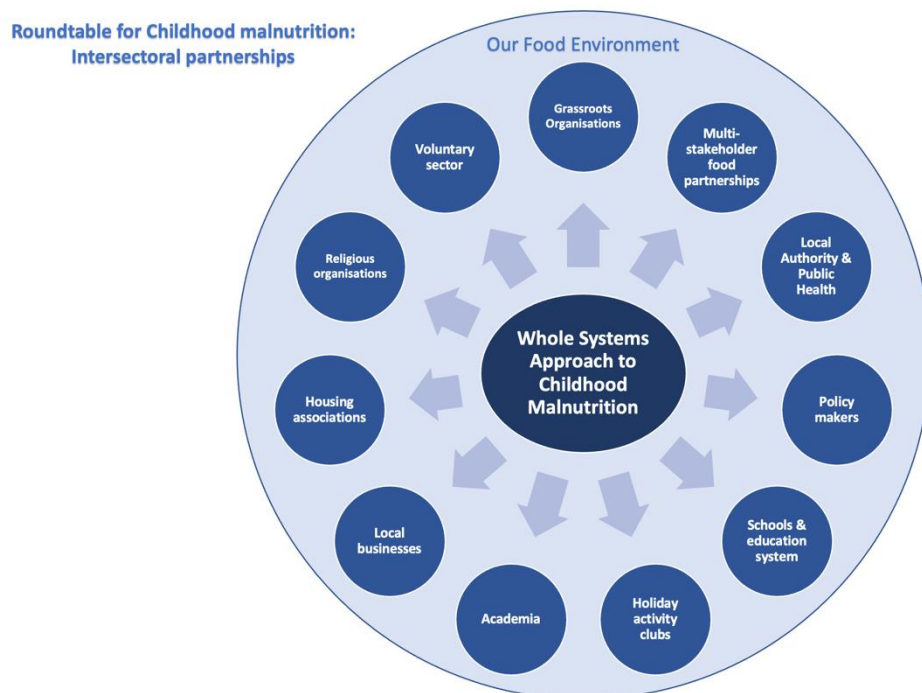 Roundtable for Childhood malnutrition:
Intersectoral partnerships
Our Food Environment
Grassroots
Organisations
Multi-
stakeholder
food
partnerships
Local
Authority &
Public
Health
Policy
makers
Schools &
education
system
Holiday
activity
clubs
Academia
Local
businesses
Housing
associations
Religious
organisations
Voluntary
sector
Whole Systems
Approach to
Childhood
Malnutrition